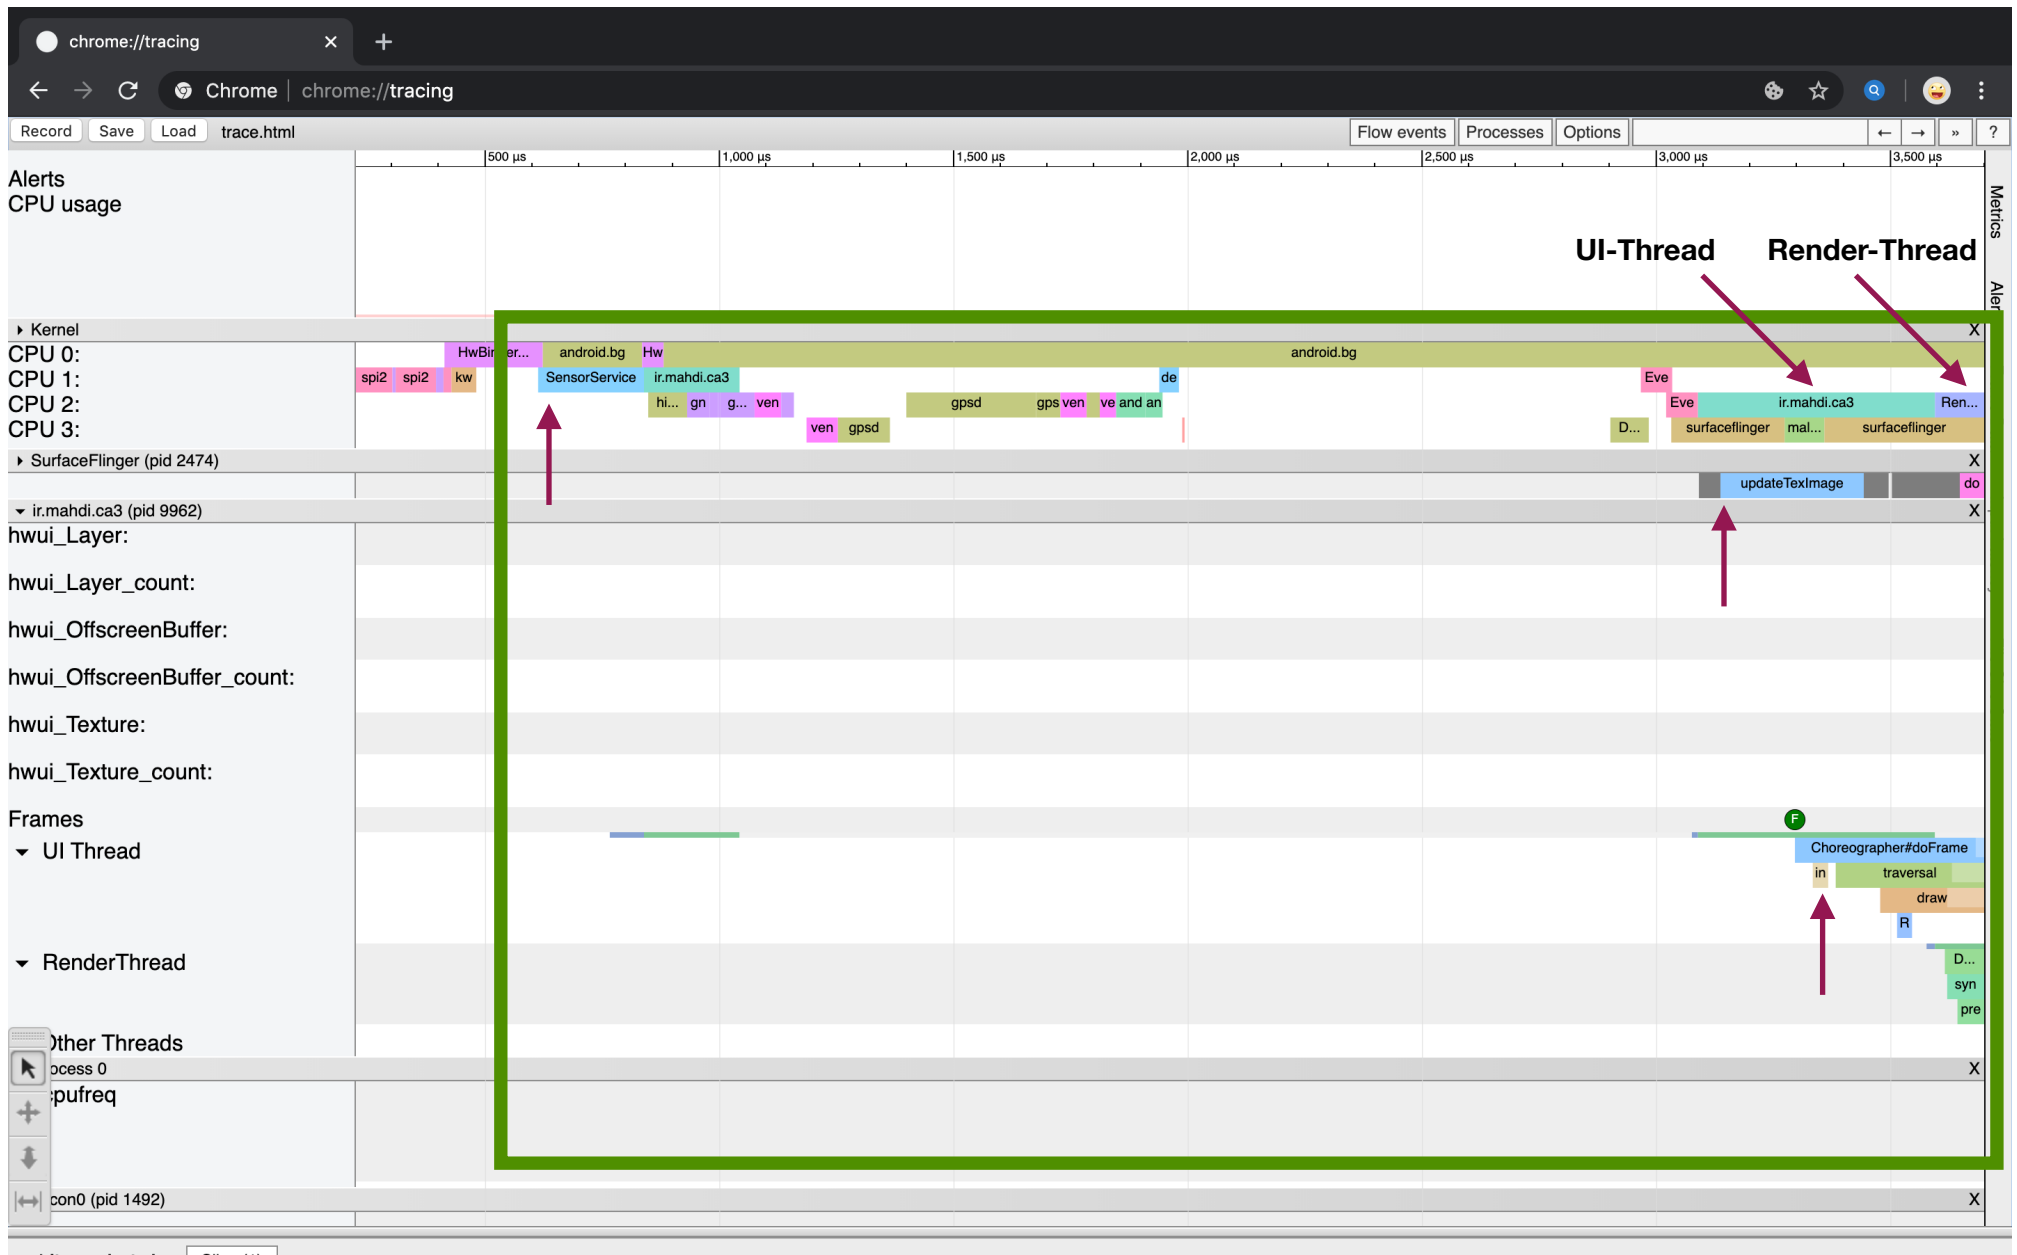 chrome://tracing
Chrome chrome://tracing
Record Save Load trace.html Flow events Processes Options ← → » ?
500 µs 1,000 µs 1,500 µs 2,000 µs 2,500 µs 3,000 µs 3,500 µs
Alerts
CPU usage
Metrics
UI-Thread Render-Thread
Aler
Kernel X
CPU 0: HwBinder... android.bg Hw android.bg
CPU 1: spi2 spi2 kw SensorService ir.mahdi.ca3 de Eve
CPU 2: hi... gn g... ven gpsd gps ven ve and an Eve ir.mahdi.ca3 Ren...
CPU 3: ven gpsd D... surfaceflinger mal... surfaceflinger
SurfaceFlinger (pid 2474) X
updateTexImage do
ir.mahdi.ca3 (pid 9962) X
hwui_Layer:
hwui_Layer_count:
hwui_OffscreenBuffer:
hwui_OffscreenBuffer_count:
hwui_Texture:
hwui_Texture_count:
Frames F
UI Thread Choreographer#doFrame
in traversal
draw
R
RenderThread D...
syn
pre
Other Threads
ocess 0 X
cpufreq
con0 (pid 1492) X